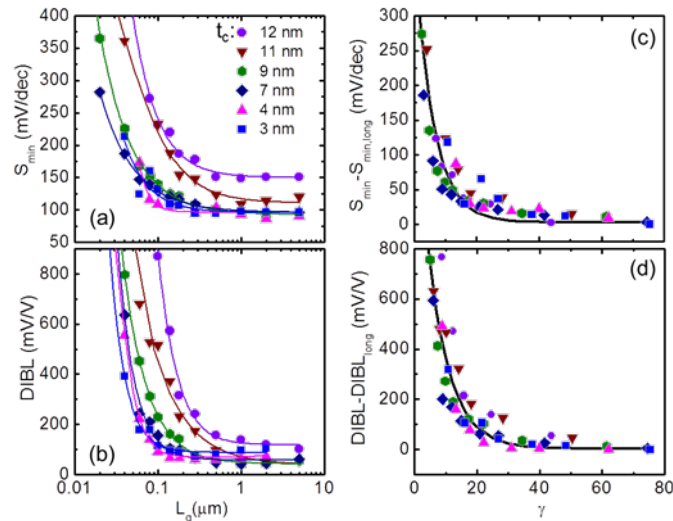 400
350
300
250
200
150
100
50
S_min (mV/dec)
t_c:
12 nm
11 nm
9 nm
7 nm
4 nm
3 nm
(a)
800
600
400
200
0
DIBL (mV/V)
(b)
0.01
0.1
1
10
L_g(μm)
300
250
200
150
100
50
0
S_min-S_min,long (mV/dec)
(c)
800
600
400
200
0
DIBL-DIBL_long (mV/V)
(d)
0
20
40
60
80
γ